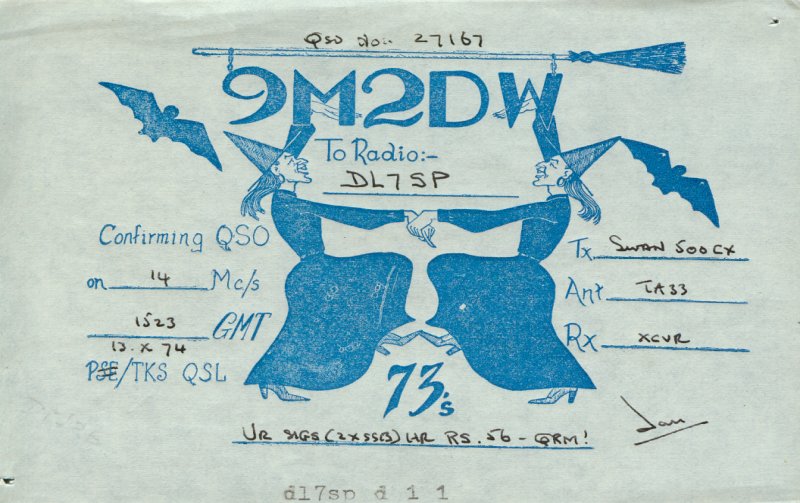 QSO No. 27167
9M2DW
To Radio:-
DL7SP
Confirming QSO
on 14 Mc/s
1523 GMT
13.X.74
PSE/TKS QSL
Tx SWAN 500CX
Ant TA33
Rx XCVR
73's
UR SIGS (2XSSB) HR RS.56 - QRM!
dl7sp d 1 1